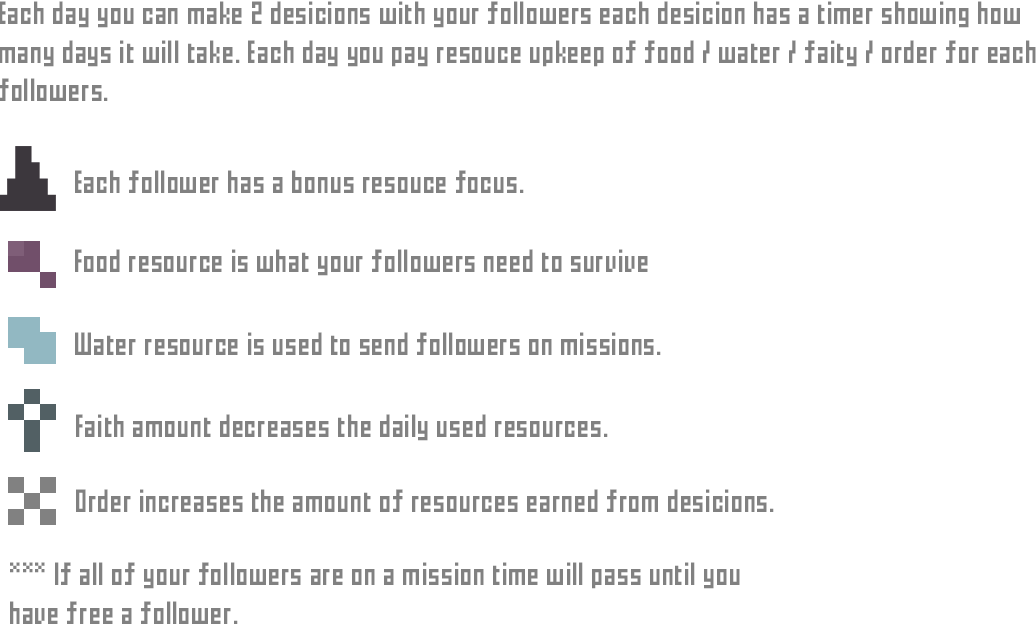 Each day you can make 2 desicions with your followers each desicion has a timer showing how
many days it will take. Each day you pay resouce upkeep of food / water / faity / order for each
followers.
Each follower has a bonus resouce focus.
Food resource is what your followers need to survive
Water resource is used to send followers on missions.
Faith amount decreases the daily used resources.
Order increases the amount of resources earned from desicions.
*** If all of your followers are on a mission time will pass until you
have free a follower.